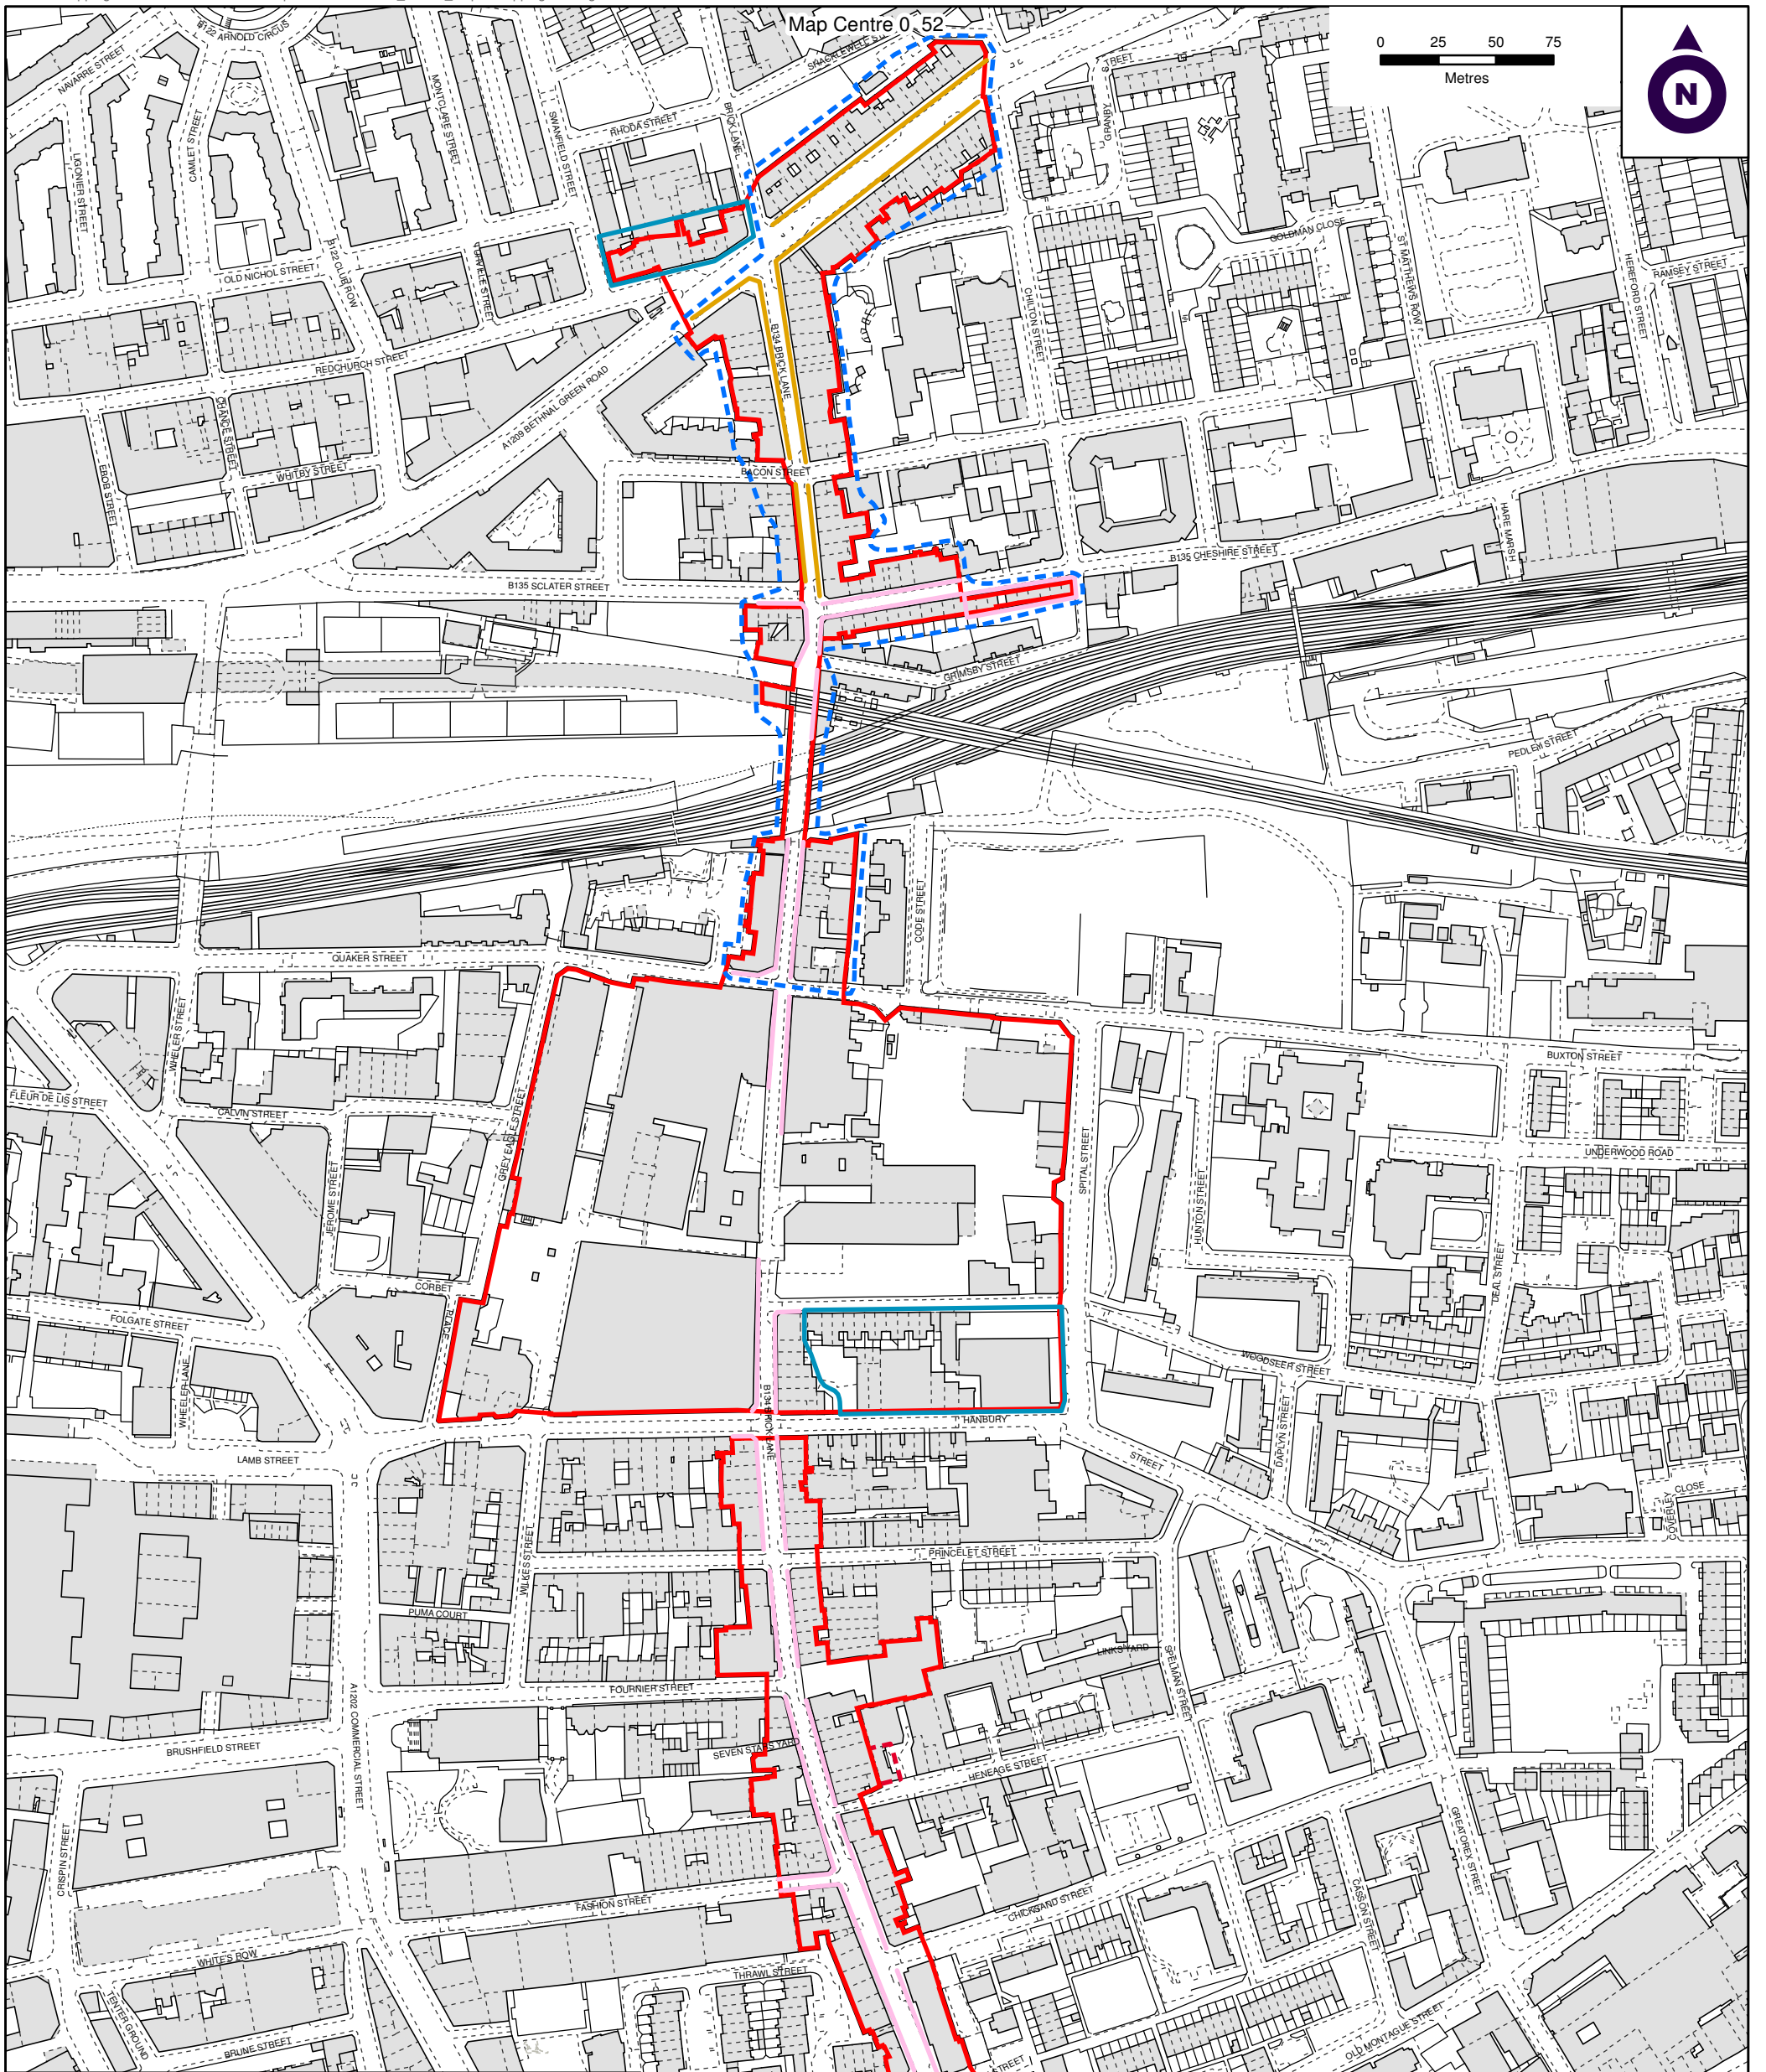 Map Centre 0, 52
0 25 50 75
Metres
N
B122 ARNOLD CIRCUS
NAVARRE STREET
SHACKLEWELL S
STREET
LIGONIER STREET
CAMLET STREET
MONTCLARE STREET
SWANFIELD STREET
RHODA STREET
BRICK LANE
GRANBY S
OLD NICHOL STREET
B122 CLUB ROW
TURVILLE STREET
GOLDMAN CLOSE
ST MATTHEWS ROW
HEREFORD STREET
RAMSEY STREET
CHILTON STREET
B134 BRICK LANE
REDCHURCH STREET
A1209 BETHNAL GREEN ROAD
CHANCE STREET
EBOR STREET
WHITBY STREET
BACON STREET
HARE MARSH
B135 CHESHIRE STREET
B135 SCLATER STREET
GRIMSBY STREET
PEDLEY STREET
CODE STREET
QUAKER STREET
WHELER STREET
BUXTON STREET
FLEUR DE LIS STREET
CALVIN STREET
GREY EAGLE STREET
JEROME STREET
SPITAL STREET
HUNTON STREET
UNDERWOOD ROAD
DEAL STREET
CORBET
PLACE
FOLGATE STREET
WHEELER LANE
WOODSEER STREET
B134 BRICK LANE
HANBURY
STREET
DAPLYN STREET
LAMB STREET
COVERLEY
CLOSE
WILKES STREET
PRINCELET STREET
PUMA COURT
LINKS YARD
SPELMAN STREET
FOURNIER STREET
A1202 COMMERCIAL STREET
BRUSHFIELD STREET
SEVEN STARS YARD
HENEAGE STREET
CRISPIN STREET
GREATOREX STREET
CASSON STREET
FASHION STREET
CHICKSAND STREET
WHITE'S ROW
THRAWL STREET
TENTER GROUND
BRUNE STREET
OLD MONTAGUE STREET
STREET